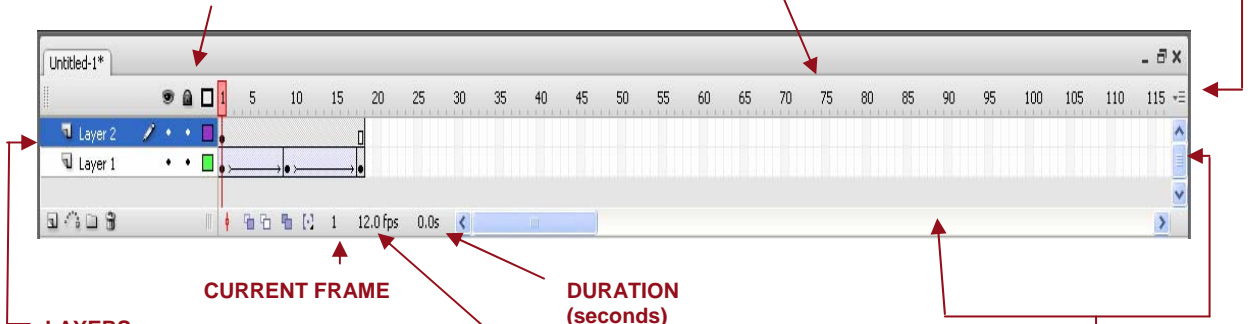 Untitled-1*
1 5 10 15 20 25 30 35 40 45 50 55 60 65 70 75 80 85 90 95 100 105 110 115
Layer 2
Layer 1
1 12.0 fps 0.0s
CURRENT FRAME
DURATION
(seconds)
LAYERS